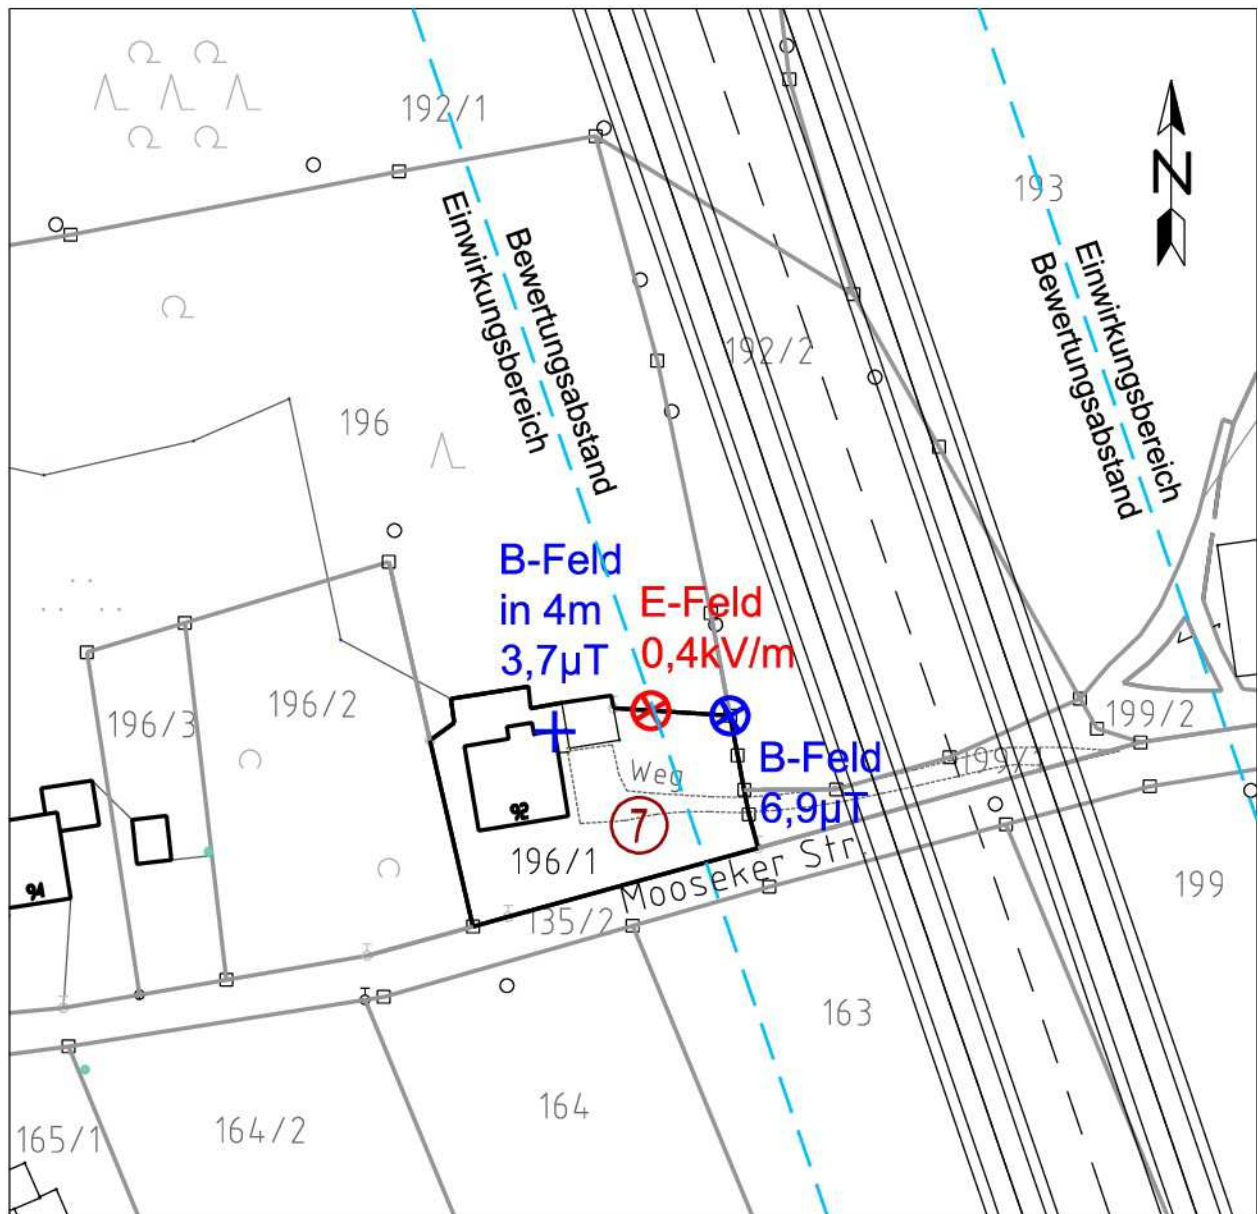 192/1
193
N
Bewertungsabstand
Einwirkungsbereich
Einwirkungsbereich
Bewertungsabstand
192/2
196
B-Feld
in 4m
3,7µT
E-Feld
0,4kV/m
196/3
196/2
199/2
199/1
B-Feld
6,9µT
Weg
92
7
196/1
94
Mooseker Str.
135/2
199
163
164
164/2
165/1